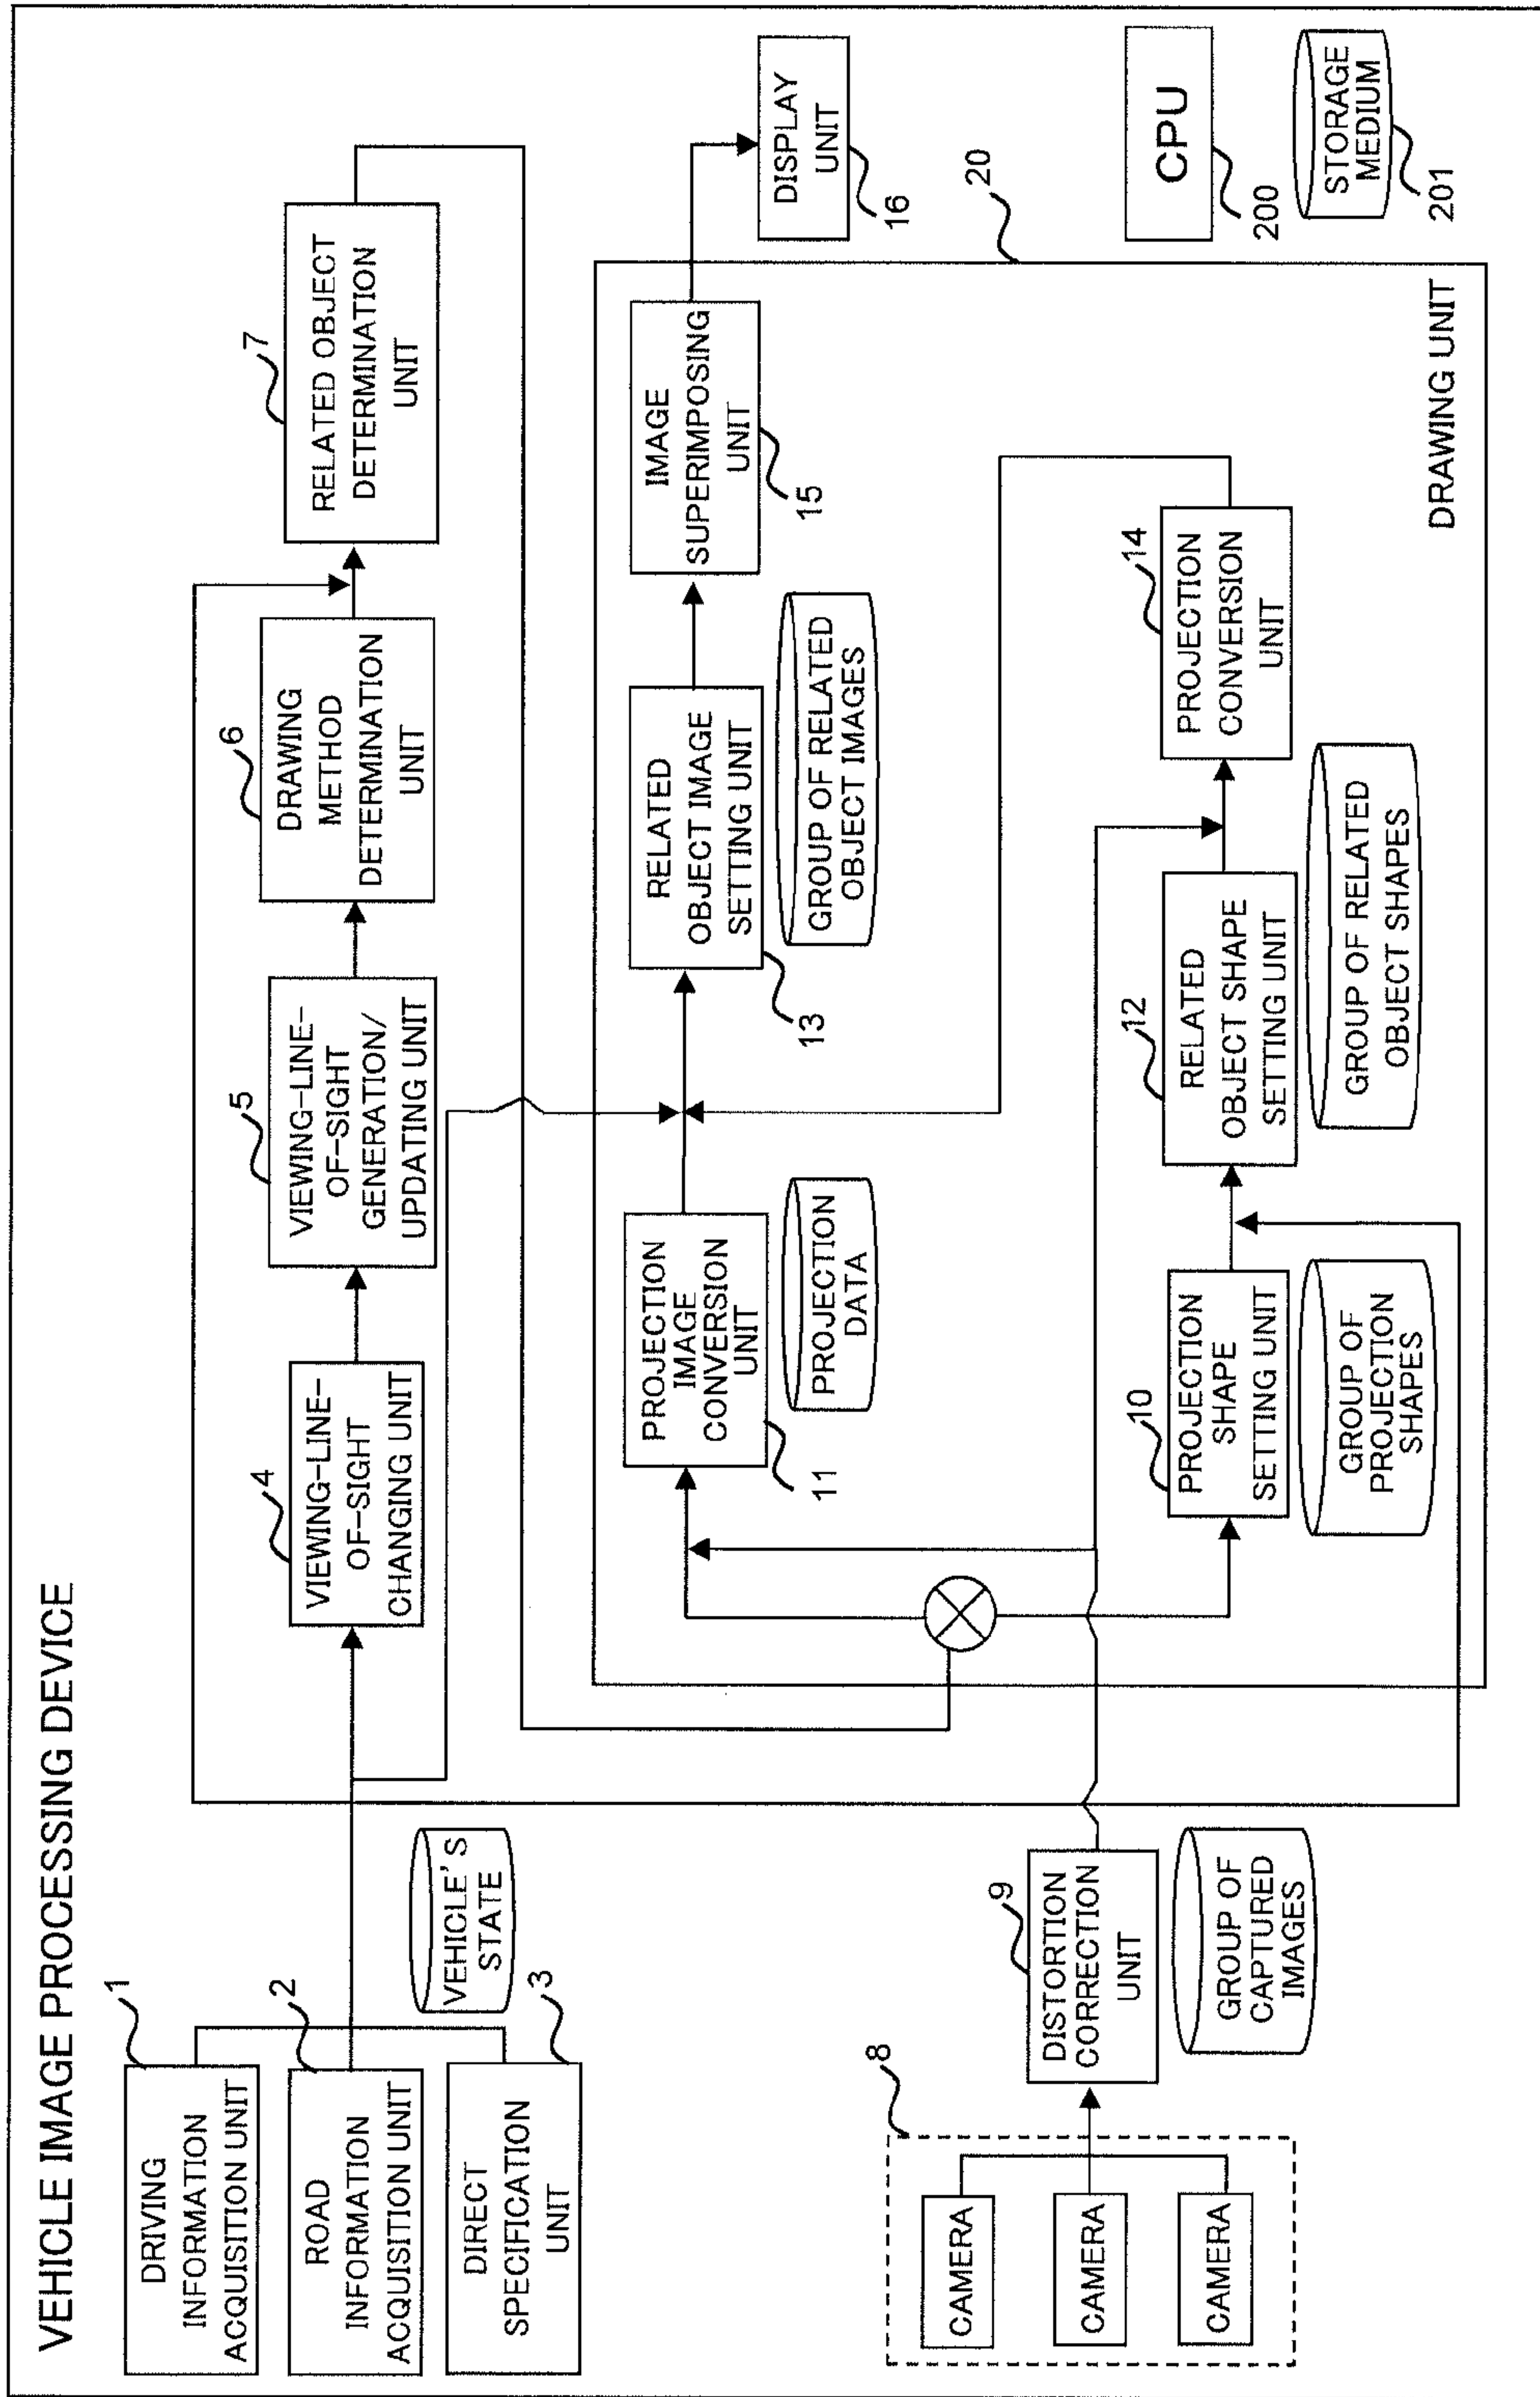 VEHICLE IMAGE PROCESSING DEVICE
1
DRIVING
INFORMATION
ACQUISITION UNIT
2
ROAD
INFORMATION
ACQUISITION UNIT
3
DIRECT
SPECIFICATION
UNIT
VEHICLE'S
STATE
4
VIEWING-LINE-
OF-SIGHT
CHANGING UNIT
5
VIEWING-LINE-
OF-SIGHT
GENERATION/
UPDATING UNIT
6
DRAWING
METHOD
DETERMINATION
UNIT
7
RELATED OBJECT
DETERMINATION
UNIT
8
CAMERA
CAMERA
CAMERA
9
DISTORTION
CORRECTION
UNIT
GROUP OF
CAPTURED
IMAGES
PROJECTION
IMAGE
CONVERSION
UNIT
11
PROJECTION
DATA
RELATED
OBJECT IMAGE
SETTING UNIT
13
GROUP OF RELATED
OBJECT IMAGES
IMAGE
SUPERIMPOSING
UNIT
15
DISPLAY
UNIT
16
20
10
PROJECTION
SHAPE
SETTING UNIT
GROUP OF
PROJECTION
SHAPES
12
RELATED
OBJECT SHAPE
SETTING UNIT
GROUP OF RELATED
OBJECT SHAPES
14
PROJECTION
CONVERSION
UNIT
DRAWING UNIT
CPU
200
STORAGE
MEDIUM
201